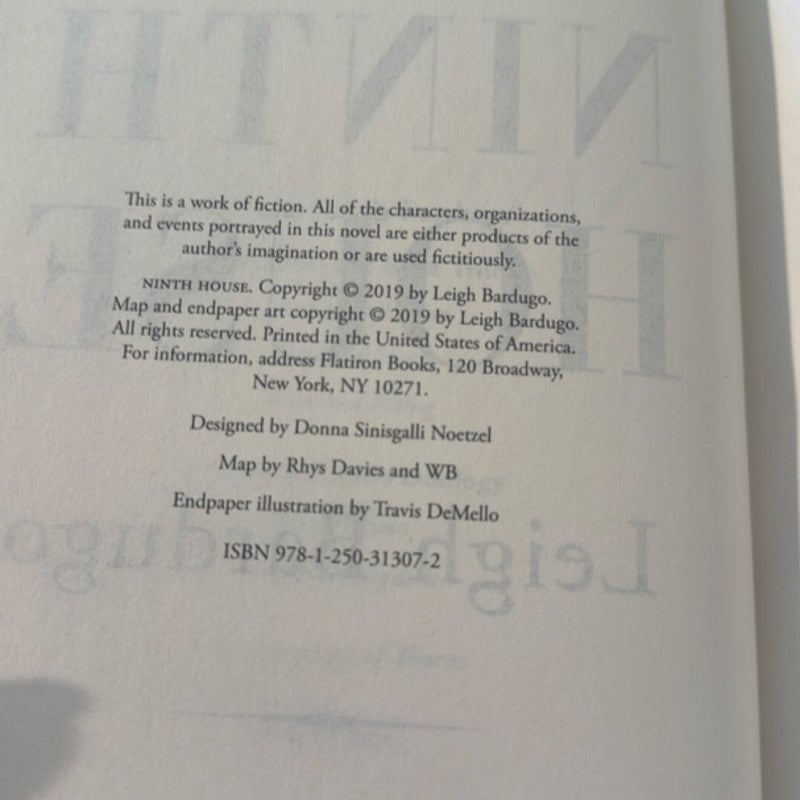 This is a work of fiction. All of the characters, organizations,
and events portrayed in this novel are either products of the
author's imagination or are used fictitiously.
NINTH HOUSE. Copyright © 2019 by Leigh Bardugo.
Map and endpaper art copyright © 2019 by Leigh Bardugo.
All rights reserved. Printed in the United States of America.
For information, address Flatiron Books, 120 Broadway,
New York, NY 10271.
Designed by Donna Sinisgalli Noetzel
Map by Rhys Davies and WB
Endpaper illustration by Travis DeMello
ISBN 978-1-250-31307-2